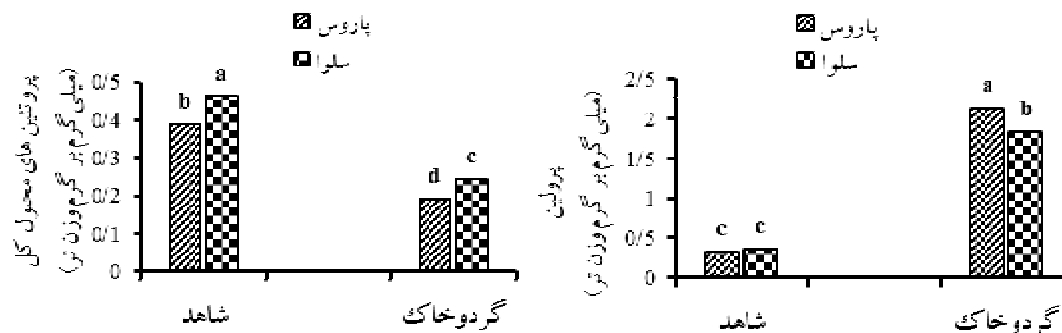 پاروس
سلوا
پروتئین های محلول کل
(میلی گرم بر گرم وزن تر)
0/5
0/4
0/3
0/2
0/1
0
b
a
d
c
شاهد
گردوخاک
پاروس
سلوا
پرولین
(میلی گرم بر گرم وزن تر)
2/5
2
1/5
1
0/5
0
c
c
a
b
شاهد
گردوخاک